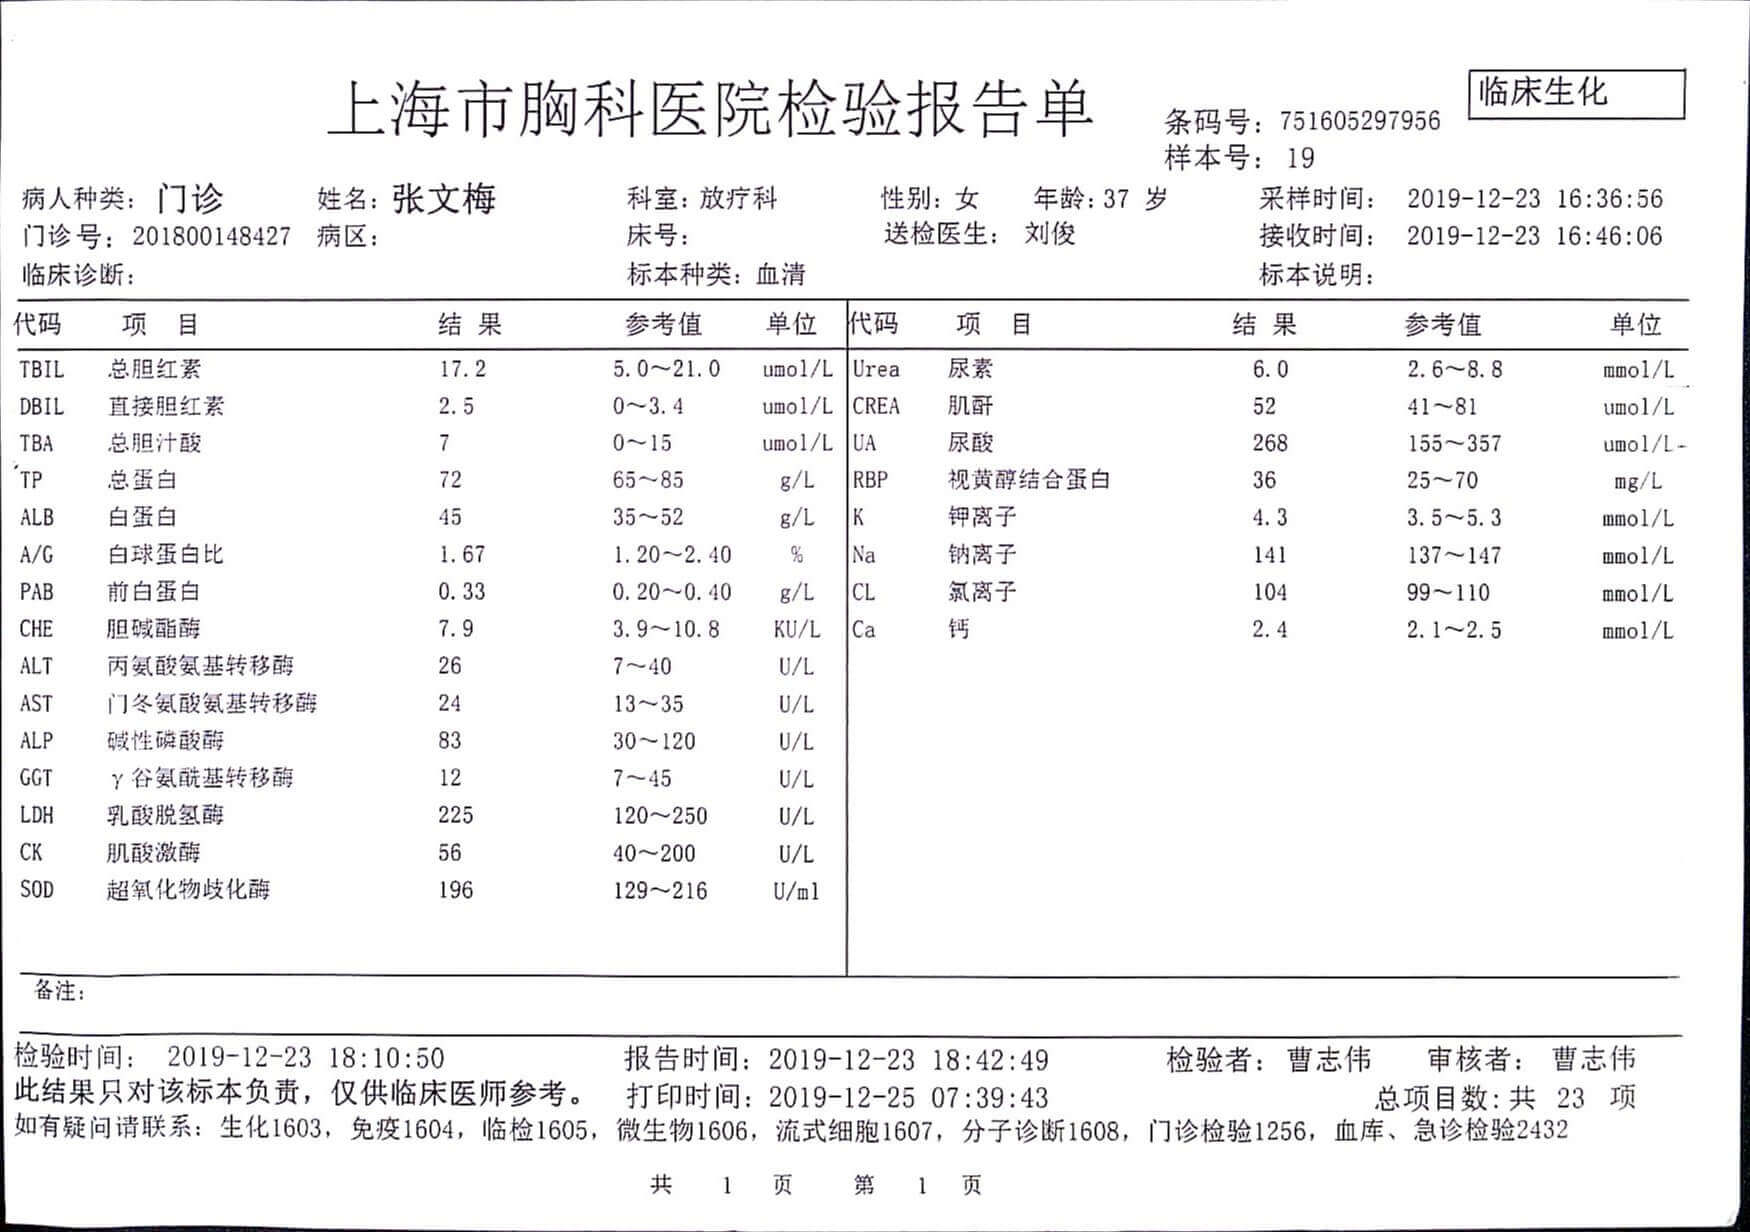 上海市胸科医院检验报告单
临床生化
条码号: 751605297956
样本号: 19
病人种类: 门诊 姓名: 张文梅 科室: 放疗科 性别: 女 年龄: 37 岁 采样时间: 2019-12-23 16:36:56
门诊号: 201800148427 病区: 床号: 送检医生: 刘俊 接收时间: 2019-12-23 16:46:06
临床诊断: 标本种类: 血清 标本说明:
代码 项 目 结 果 参考值 单位 代码 项 目 结 果 参考值 单位
TBIL 总胆红素 17.2 5.0~21.0 umol/L Urea 尿素 6.0 2.6~8.8 mmol/L
DBIL 直接胆红素 2.5 0~3.4 umol/L CREA 肌酐 52 41~81 umol/L
TBA 总胆汁酸 7 0~15 umol/L UA 尿酸 268 155~357 umol/L
TP 总蛋白 72 65~85 g/L RBP 视黄醇结合蛋白 36 25~70 mg/L
ALB 白蛋白 45 35~52 g/L K 钾离子 4.3 3.5~5.3 mmol/L
A/G 白球蛋白比 1.67 1.20~2.40 % Na 钠离子 141 137~147 mmol/L
PAB 前白蛋白 0.33 0.20~0.40 g/L CL 氯离子 104 99~110 mmol/L
CHE 胆碱酯酶 7.9 3.9~10.8 KU/L Ca 钙 2.4 2.1~2.5 mmol/L
ALT 丙氨酸氨基转移酶 26 7~40 U/L
AST 门冬氨酸氨基转移酶 24 13~35 U/L
ALP 碱性磷酸酶 83 30~120 U/L
GGT γ谷氨酰基转移酶 12 7~45 U/L
LDH 乳酸脱氢酶 225 120~250 U/L
CK 肌酸激酶 56 40~200 U/L
SOD 超氧化物歧化酶 196 129~216 U/ml
备注:
检验时间: 2019-12-23 18:10:50 报告时间: 2019-12-23 18:42:49 检验者: 曹志伟 审核者: 曹志伟
此结果只对该标本负责，仅供临床医师参考。 打印时间: 2019-12-25 07:39:43 总项目数: 共 23 项
如有疑问请联系: 生化1603, 免疫1604, 临检1605, 微生物1606, 流式细胞1607, 分子诊断1608, 门诊检验1256, 血库、急诊检验2432
共 1 页 第 1 页